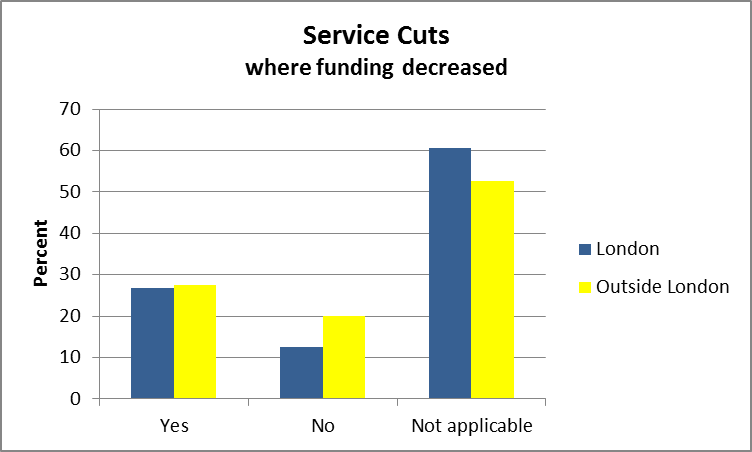 Service Cuts
where funding decreased
70
60
50
40
30
20
10
0
Percent
Yes
No
Not applicable
London
Outside London